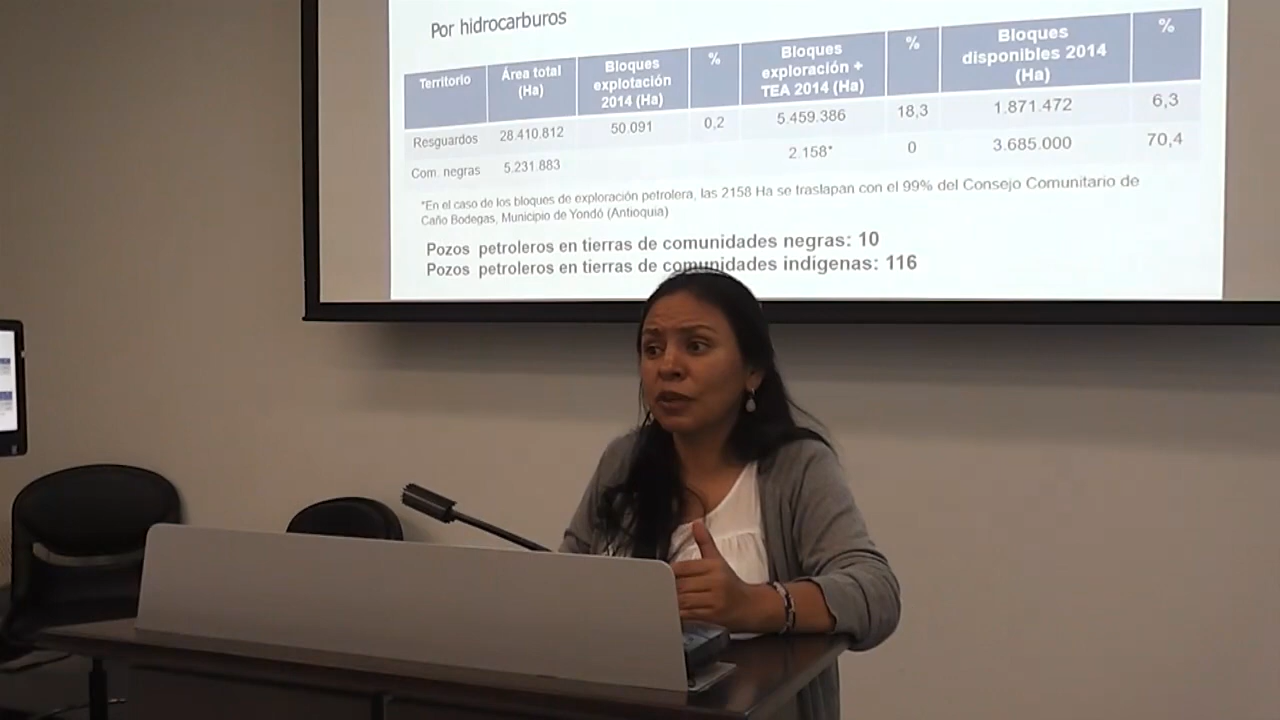 Por hidrocarburos
Territorio Área total (Ha) Bloques explotación 2014 (Ha) % Bloques exploración + TEA 2014 (Ha) % Bloques disponibles 2014 (Ha) %
Resguardos 28.410.812 50.091 0,2 5.459.386 18,3 1.871.472 6,3
Com. negras 5.231.883 2.158* 0 3.685.000 70,4
*En el caso de los bloques de exploración petrolera, las 2158 Ha se traslapan con el 99% del Consejo Comunitario de
Caño Bodegas, Municipio de Yondó (Antioquia)
Pozos petroleros en tierras de comunidades negras: 10
Pozos petroleros en tierras de comunidades indígenas: 116